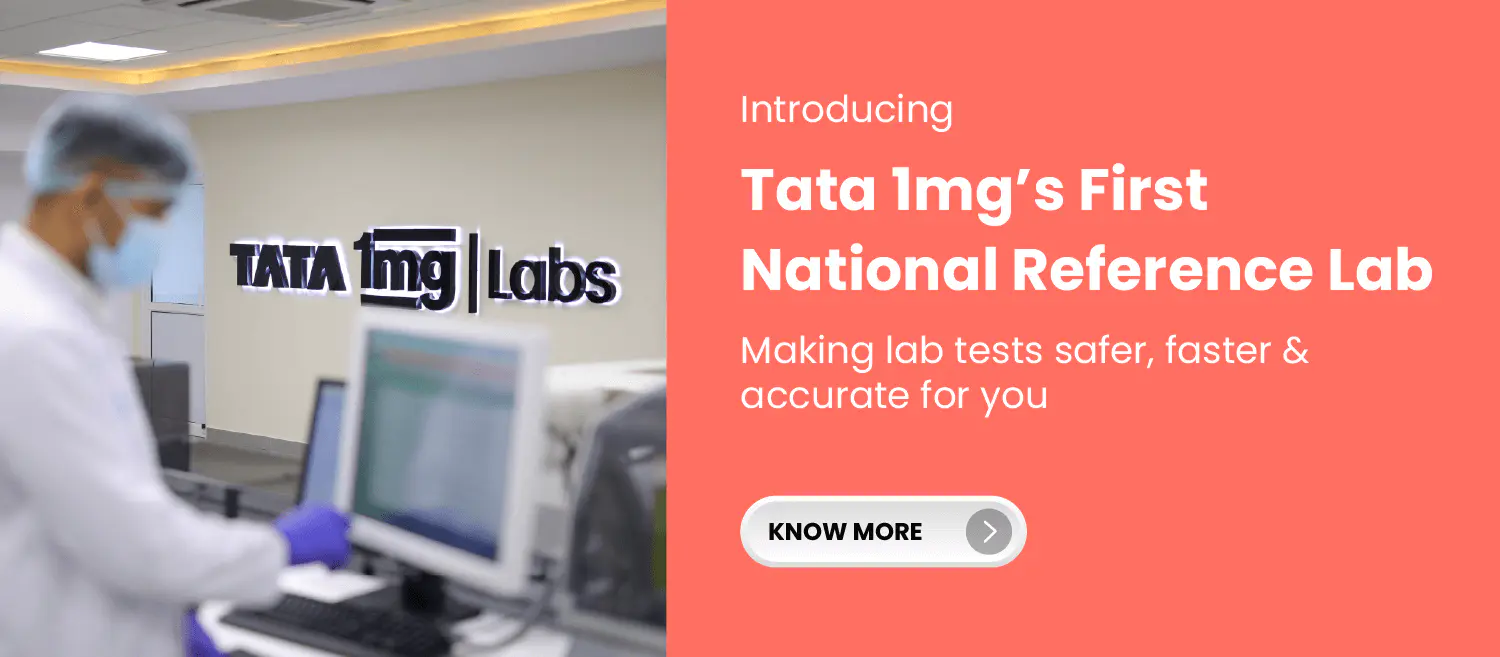 TATA 1mg | Labs
Introducing
Tata 1mg’s First
National Reference Lab
Making lab tests safer, faster &
accurate for you
KNOW MORE